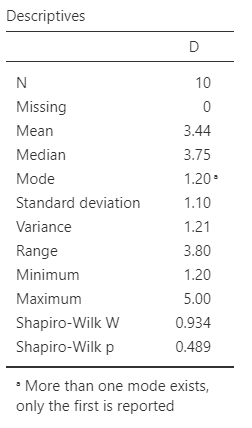 Descriptives
D
N 10
Missing 0
Mean 3.44
Median 3.75
Mode 1.20 ᵃ
Standard deviation 1.10
Variance 1.21
Range 3.80
Minimum 1.20
Maximum 5.00
Shapiro-Wilk W 0.934
Shapiro-Wilk p 0.489
ᵃ More than one mode exists,
only the first is reported